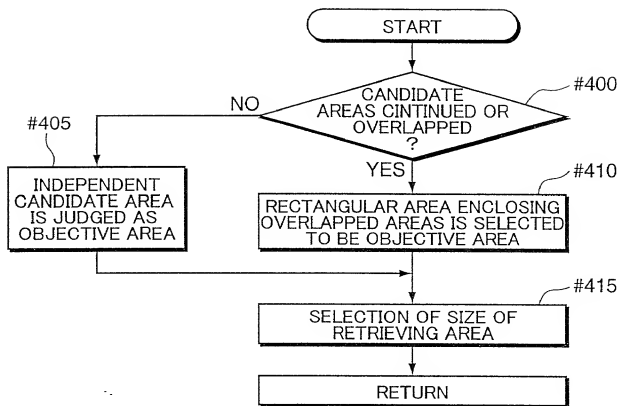 START
#400
CANDIDATE
AREAS CINTINUED OR
OVERLAPPED
?
NO
YES
#405
INDEPENDENT
CANDIDATE AREA
IS JUDGED AS
OBJECTIVE AREA
#410
RECTANGULAR AREA ENCLOSING
OVERLAPPED AREAS IS SELECTED
TO BE OBJECTIVE AREA
#415
SELECTION OF SIZE OF
RETRIEVING AREA
RETURN